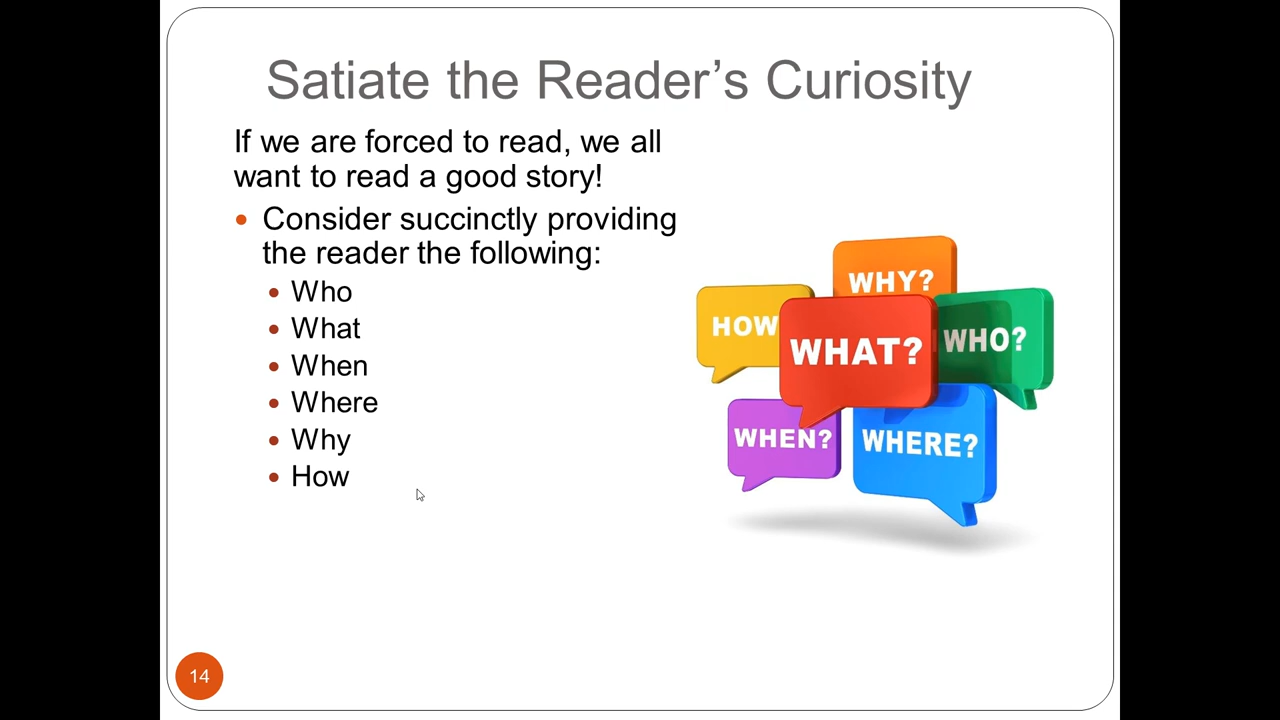 Satiate the Reader’s Curiosity
If we are forced to read, we all
want to read a good story!
Consider succinctly providing
the reader the following:
Who
What
When
Where
Why
How
WHY?
HOW
WHAT?
WHO?
WHEN?
WHERE?
14